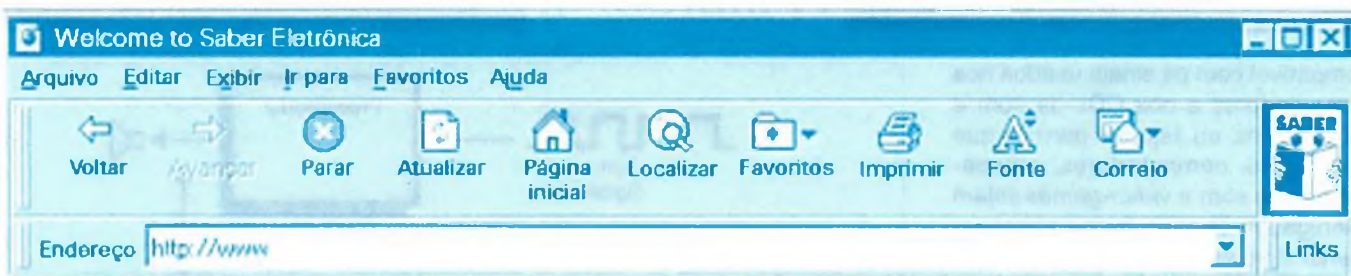 Welcome to Saber Eletrônica
Arquivo Editar Exibir Ir para Favoritos Ajuda
Voltar Avançar Parar Atualizar Página inicial Localizar Favoritos Imprimir Fonte Correio
SABER
Endereço http://www Links